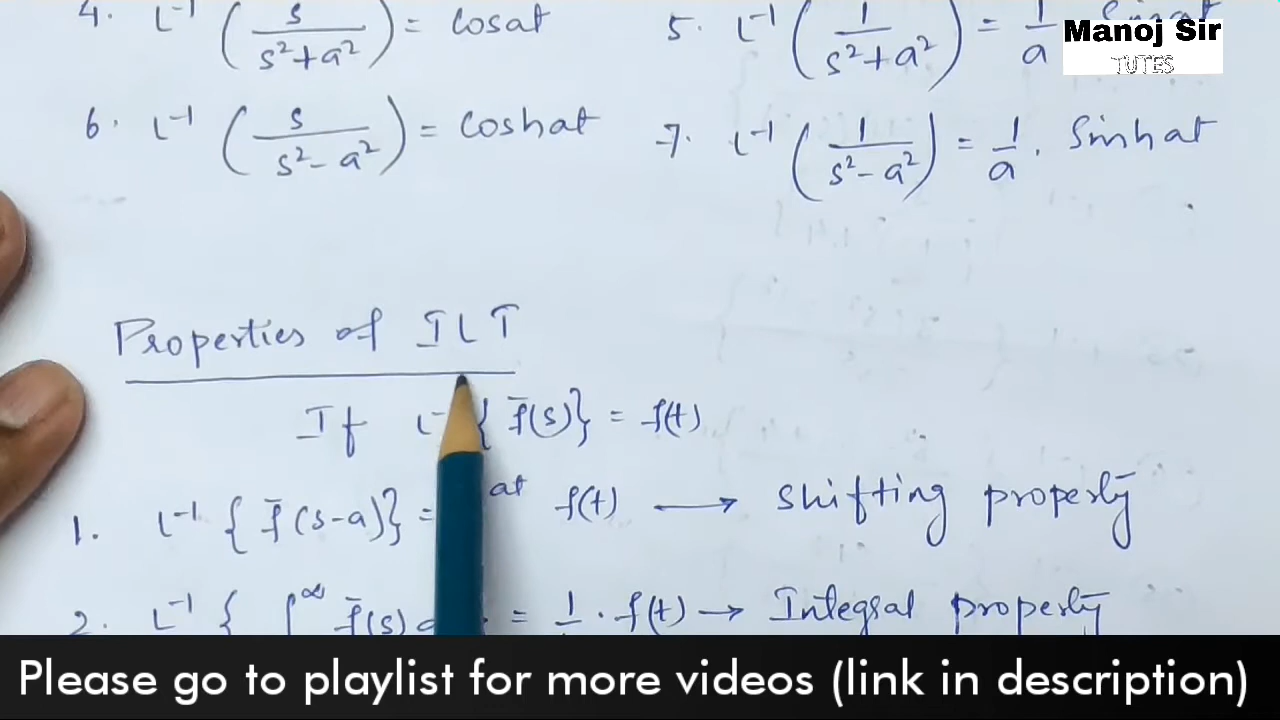 4. L⁻¹ (s/(s²+a²)) = Cosat 5. L⁻¹ (1/(s²+a²)) = 1/a
Manoj Sir
TUTES
6. L⁻¹ (s/(s²-a²)) = Coshat 7. L⁻¹ (1/(s²-a²)) = 1/a . Sinhat
Properties of ILT
If L⁻ { f̄(s)} = f(t)
1. L⁻¹ { f̄(s-a)} = at f(t) → Shifting property
2. L⁻¹ { ∫^∞ f̄(s) = 1/ . f(t) → Integral property
Please go to playlist for more videos (link in description)